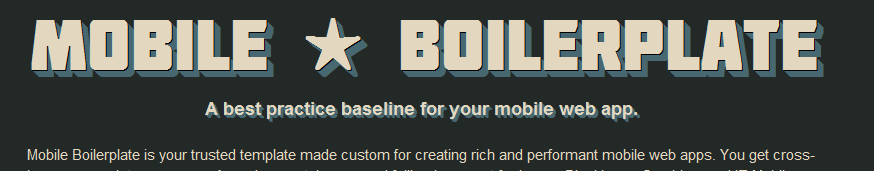 MOBILE ★ BOILERPLATE
A best practice baseline for your mobile web app.
Mobile Boilerplate is your trusted template made custom for creating rich and performant mobile web apps. You get cross-